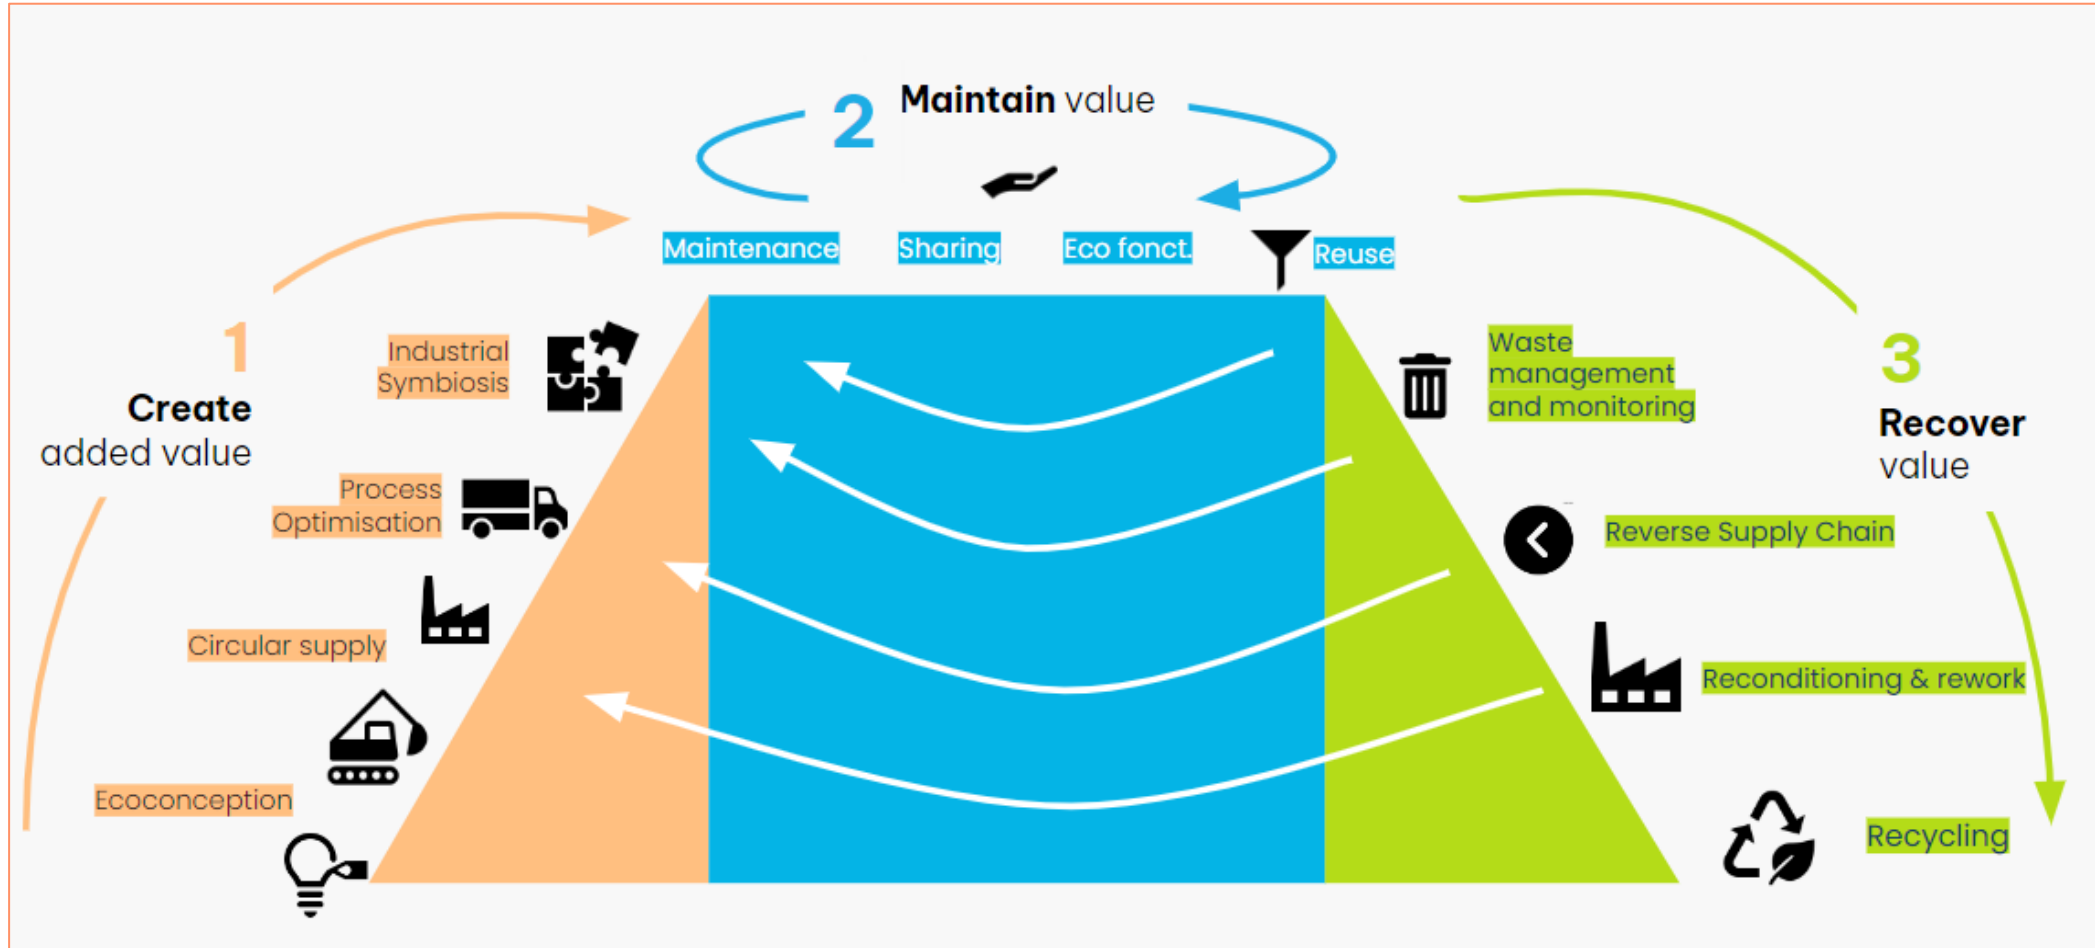 2 Maintain value
Maintenance
Sharing
Eco fonct.
Reuse
1
Create
added value
Industrial
Symbiosis
Process
Optimisation
Circular supply
Ecoconception
3
Recover
value
Waste
management
and monitoring
Reverse Supply Chain
Reconditioning & rework
Recycling